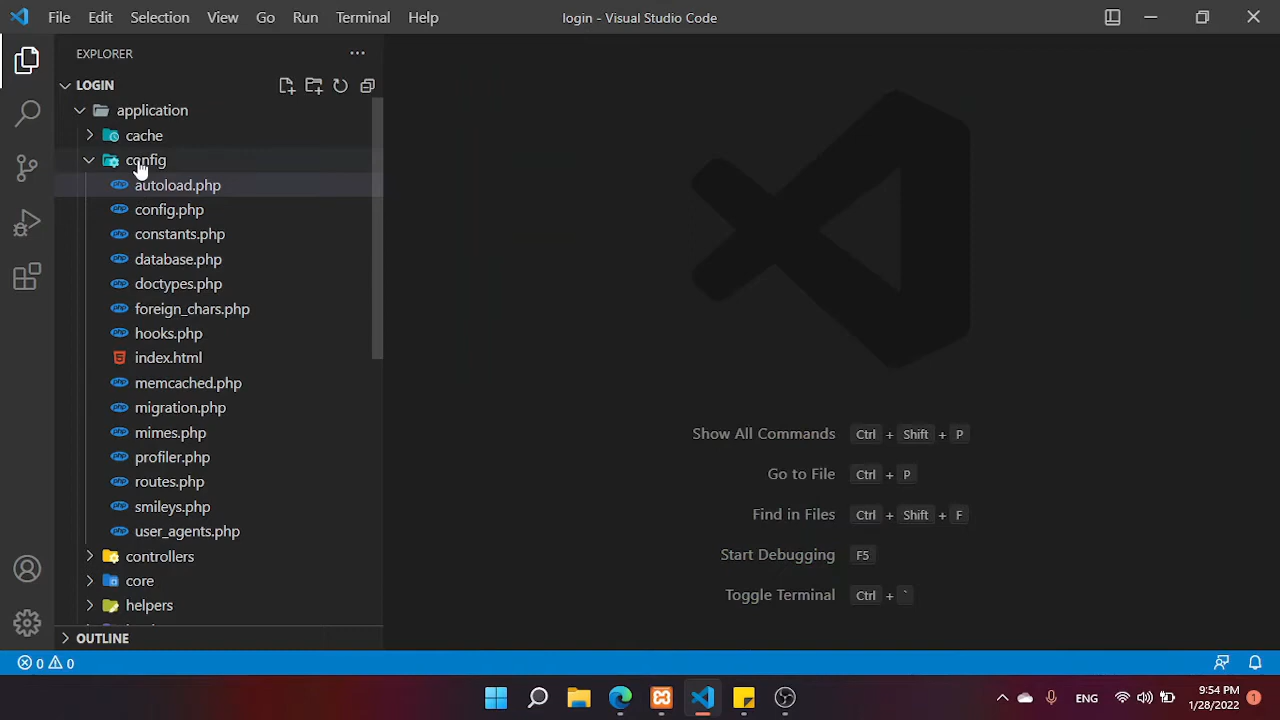 File Edit Selection View Go Run Terminal Help login - Visual Studio Code
EXPLORER
LOGIN
application
cache
config
autoload.php
config.php
constants.php
database.php
doctypes.php
foreign_chars.php
hooks.php
index.html
memcached.php
migration.php
mimes.php
profiler.php
routes.php
smileys.php
user_agents.php
controllers
core
helpers
OUTLINE
Show All Commands Ctrl + Shift + P
Go to File Ctrl + P
Find in Files Ctrl + Shift + F
Start Debugging F5
Toggle Terminal Ctrl + `
0 0
ENG
9:54 PM
1/28/2022
1